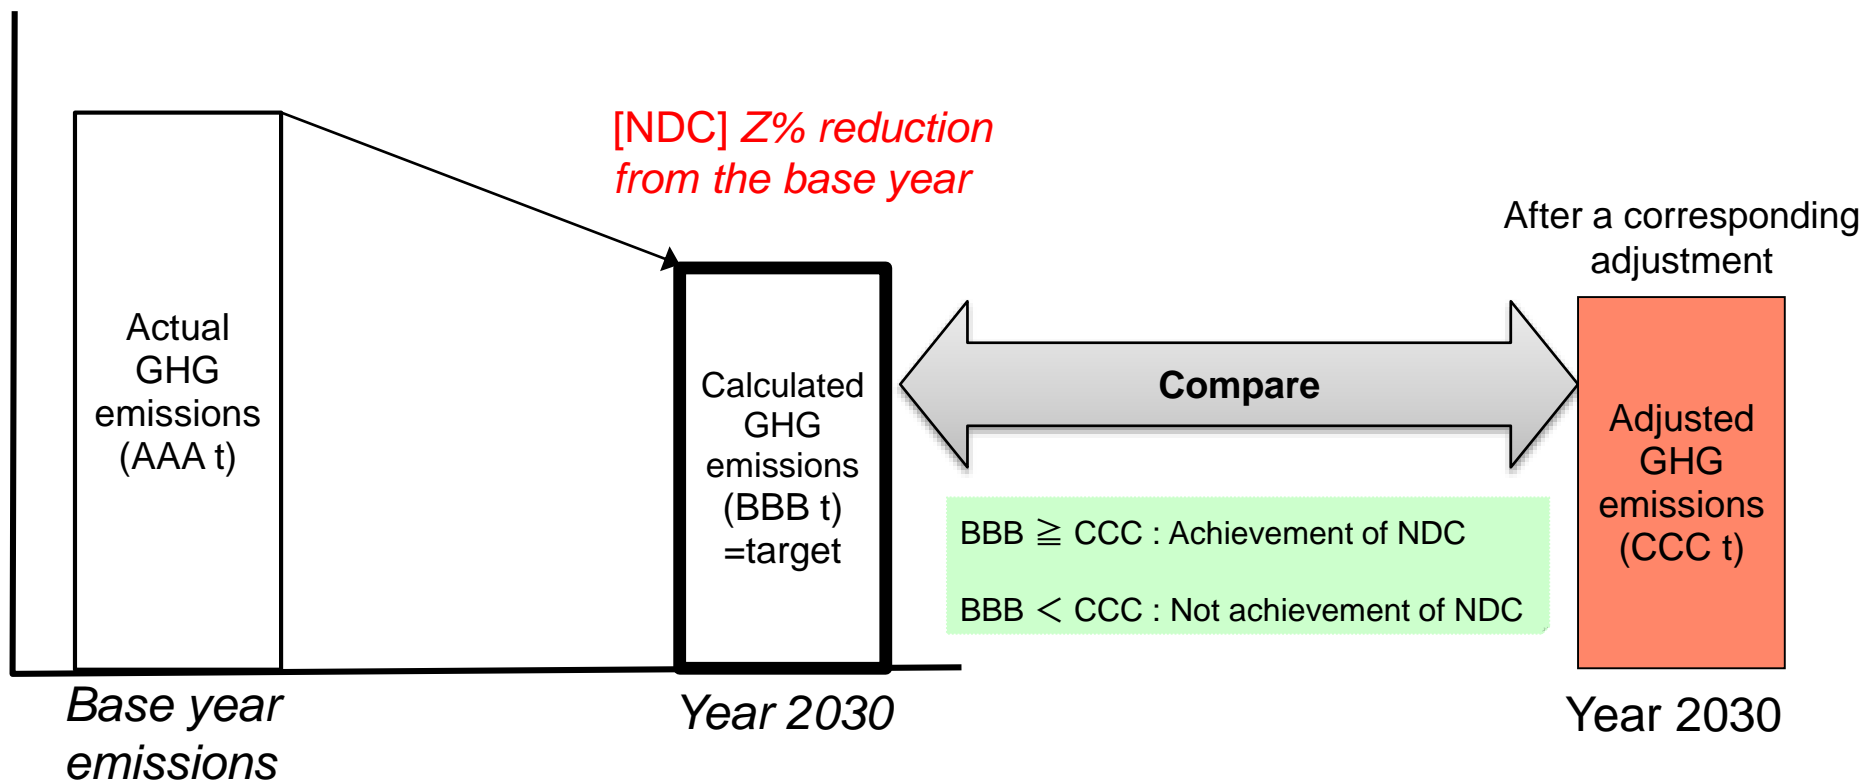 [NDC] Z% reduction
from the base year
After a corresponding
adjustment
Actual
GHG
emissions
(AAA t)
Calculated
GHG
emissions
(BBB t)
=target
Compare
Adjusted
GHG
emissions
(CCC t)
BBB ≧ CCC : Achievement of NDC
BBB < CCC : Not achievement of NDC
Base year
emissions
Year 2030
Year 2030